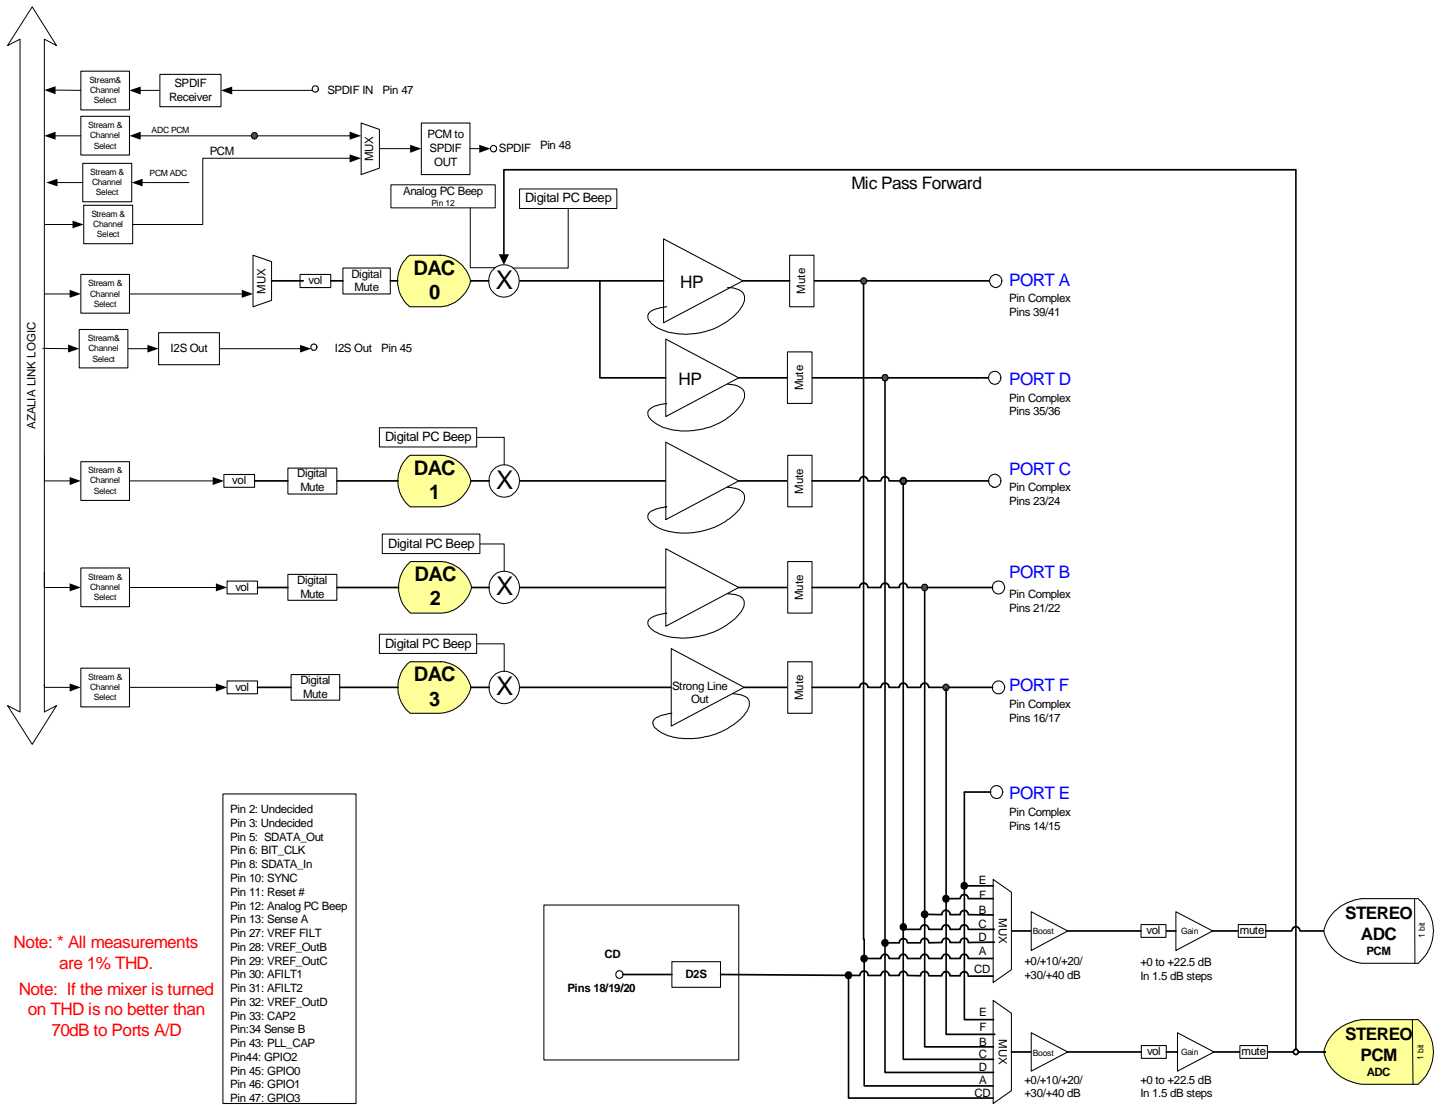 Stream&
Channel
Select
SPDIF
Receiver
SPDIF IN Pin 47
Stream &
Channel
Select
ADC PCM
MUX
PCM to
SPDIF
OUT
SPDIF
Pin 48
PCM
Stream &
Channel
Select
PCM ADC
Stream &
Channel
Select
Analog PC Beep
Pin 12
Digital PC Beep
Mic Pass Forward
Stream &
Channel
Select
MUX
vol
Digital
Mute
DAC
0
X
HP
Mute
PORT A
Pin Complex
Pins 39/41
AZALIA LINK LOGIC
Stream&
Channel
Select
I2S Out
I2S Out Pin 45
HP
Mute
PORT D
Pin Complex
Pins 35/36
Digital PC Beep
Stream &
Channel
Select
vol
Digital
Mute
DAC
1
X
Mute
PORT C
Pin Complex
Pins 23/24
Digital PC Beep
Stream &
Channel
Select
vol
Digital
Mute
DAC
2
X
Mute
PORT B
Pin Complex
Pins 21/22
Digital PC Beep
Stream &
Channel
Select
vol
Digital
Mute
DAC
3
X
Strong Line
Out
Mute
PORT F
Pin Complex
Pins 16/17
PORT E
Pin Complex
Pins 14/15
Pin 2: Undecided
Pin 3: Undecided
Pin 5: SDATA_Out
Pin 6: BIT_CLK
Pin 8: SDATA_In
Pin 10: SYNC
Pin 11: Reset #
Pin 12: Analog PC Beep
Pin 13: Sense A
Pin 27: VREF FILT
Pin 28: VREF_OutB
Pin 29: VREF_OutC
Pin 30: AFILT1
Pin 31: AFILT2
Pin 32: VREF_OutD
Pin 33: CAP2
Pin:34 Sense B
Pin 43: PLL_CAP
Pin44: GPIO2
Pin 45: GPIO0
Pin 46: GPIO1
Pin 47: GPIO3
Note: * All measurements
are 1% THD.
Note: If the mixer is turned
on THD is no better than
70dB to Ports A/D
CD
Pins 18/19/20
D2S
E
F
B
C
D
A
CD
MUX
Boost
+0/+10/+20/
+30/+40 dB
vol
Gain
+0 to +22.5 dB
In 1.5 dB steps
mute
STEREO
ADC
PCM
1 bit
E
F
B
C
D
A
CD
MUX
Boost
+0/+10/+20/
+30/+40 dB
vol
Gain
+0 to +22.5 dB
In 1.5 dB steps
mute
STEREO
PCM
ADC
1 bit